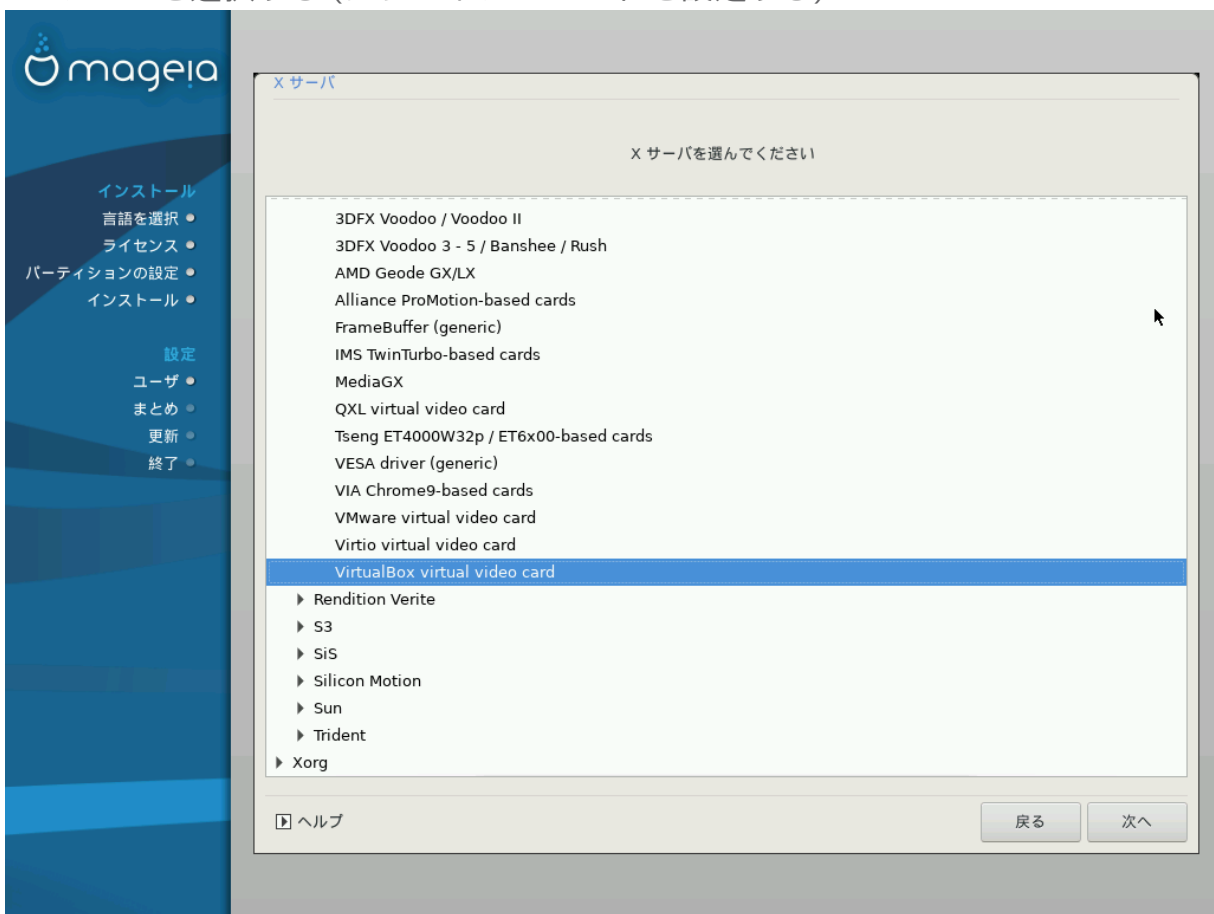 mageia
インストール
言語を選択
ライセンス
パーティションの設定
インストール
設定
ユーザ
まとめ
更新
終了
X サーバ
X サーバを選んでください
3DFX Voodoo / Voodoo II
3DFX Voodoo 3 - 5 / Banshee / Rush
AMD Geode GX/LX
Alliance ProMotion-based cards
FrameBuffer (generic)
IMS TwinTurbo-based cards
MediaGX
QXL virtual video card
Tseng ET4000W32p / ET6x00-based cards
VESA driver (generic)
VIA Chrome9-based cards
VMware virtual video card
Virtio virtual video card
VirtualBox virtual video card
Rendition Verite
S3
SiS
Silicon Motion
Sun
Trident
Xorg
ヘルプ
戻る
次へ